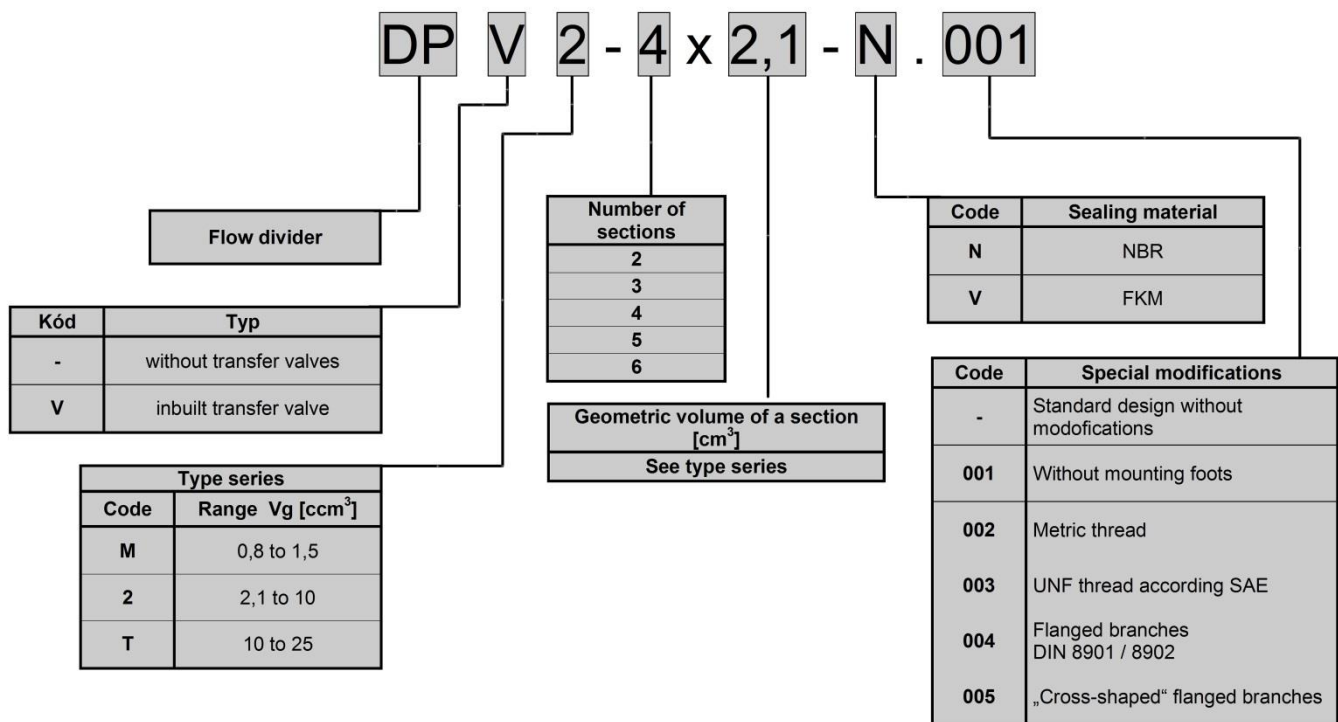 DP V 2 - 4 x 2,1 - N . 001
Flow divider
Kód Typ
- without transfer valves
V inbuilt transfer valve
Type series
Code Range Vg [ccm³]
M 0,8 to 1,5
2 2,1 to 10
T 10 to 25
Number of
sections
2
3
4
5
6
Geometric volume of a section
[cm³]
See type series
Code Sealing material
N NBR
V FKM
Code Special modifications
- Standard design without
modofications
001 Without mounting foots
002 Metric thread
003 UNF thread according SAE
004 Flanged branches
DIN 8901 / 8902
005 „Cross-shaped“ flanged branches